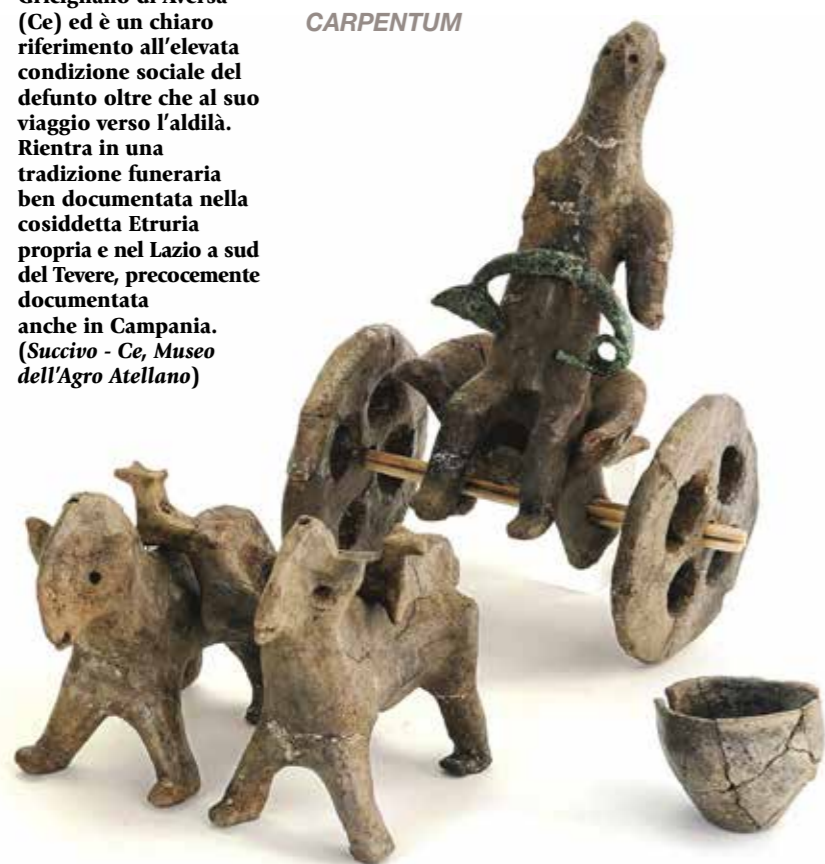 (Ce) ed è un chiaro
riferimento all'elevata
condizione sociale del
defunto oltre che al suo
viaggio verso l'aldilà.
Rientra in una
tradizione funeraria
ben documentata nella
cosiddetta Etruria
propria e nel Lazio a sud
del Tevere, precocemente
documentata
anche in Campania.
(Succivo - Ce, Museo
dell'Agro Atellano)
CARPENTUM